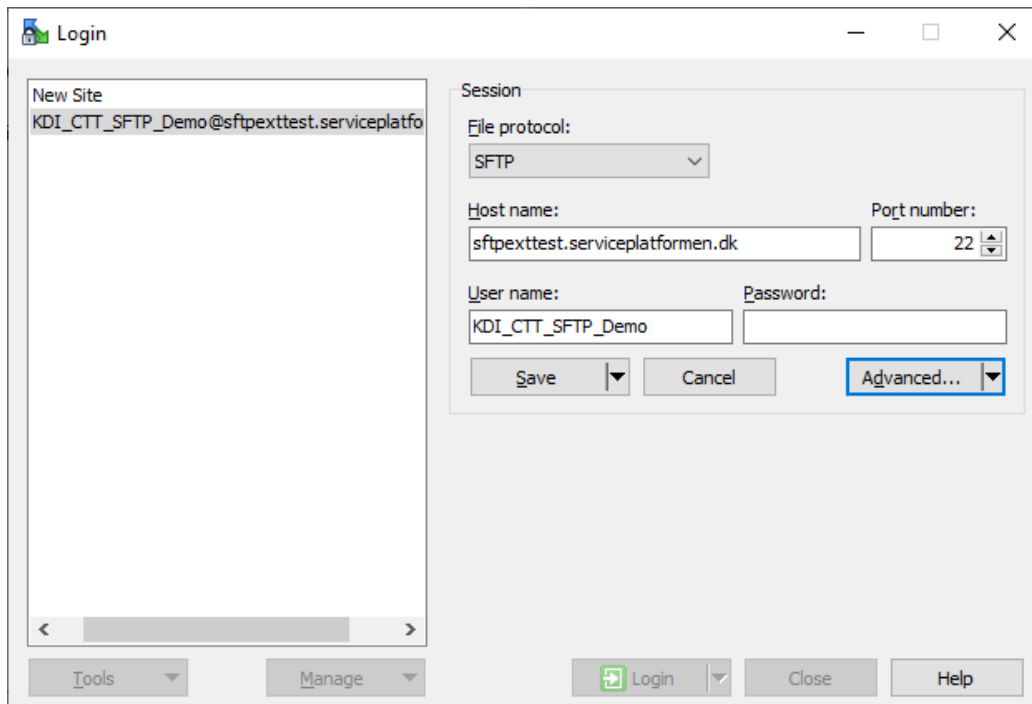 Login
New Site
KDI_CTT_SFTP_Demo@sftpexttest.serviceplatfo
Session
File protocol:
SFTP
Host name:
Port number:
sftpexttest.serviceplatformen.dk
22
User name:
Password:
KDI_CTT_SFTP_Demo
Save
Cancel
Advanced...
Tools
Manage
Login
Close
Help